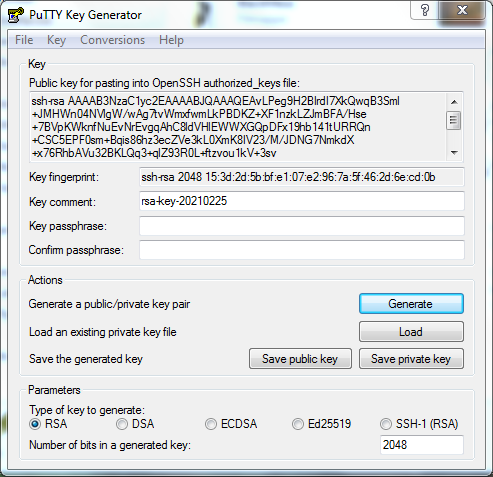 PuTTY Key Generator
File Key Conversions Help
Key
Public key for pasting into OpenSSH authorized_keys file:
ssh-rsa AAAAB3NzaC1yc2EAAAABJQAAAQEAvLPeg9H2BIrdI7XkQwqB3SmI
+JMHWn04NVlgW/wAg7tvWmxfwmLkPBDKZ+XF1nzkLZJmBFA/Hse
+7BVpKWknfNuEvNrEvgqAhC8ldVHIEWWXGQpDFx19hb141tURRQn
+CSC5EPF0sm+Bqis86hz3ecZVe3kL0XmK8IV23/M/JDNG7NmkdX
+x76RhbAVu32BKLGQq3+qIZ93R0L+ftzvou1kV+3sv
Key fingerprint: ssh-rsa 2048 15:3d:2d:5b:bf:e1:07:e2:96:7a:5f:46:2d:6e:cd:0b
Key comment: rsa-key-20210225
Key passphrase:
Confirm passphrase:
Actions
Generate a public/private key pair Generate
Load an existing private key file Load
Save the generated key Save public key Save private key
Parameters
Type of key to generate:
RSA DSA ECDSA Ed25519 SSH-1 (RSA)
Number of bits in a generated key: 2048